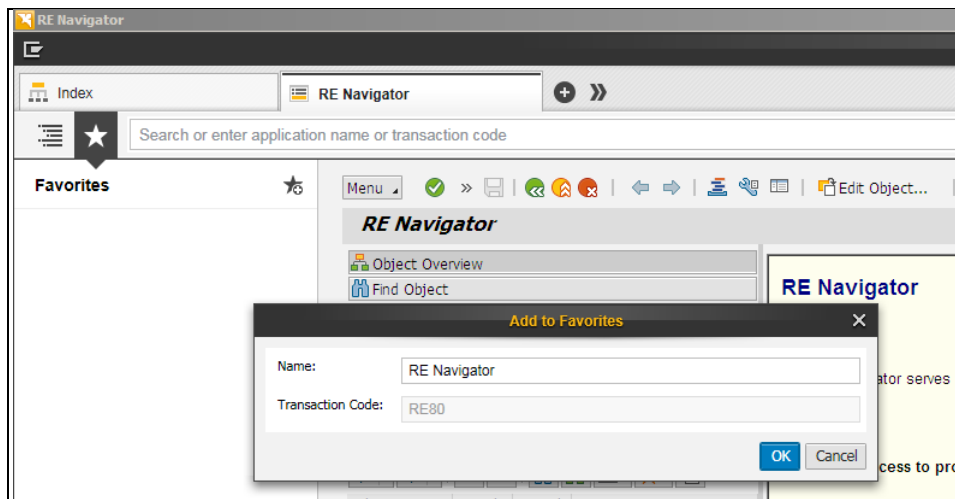 RE Navigator
Index
RE Navigator
Search or enter application name or transaction code
Favorites
Menu
Edit Object...
RE Navigator
Object Overview
Find Object
RE Navigator
Add to Favorites
Name:
RE Navigator
ator serves
Transaction Code:
RE80
OK
Cancel
cess to pro